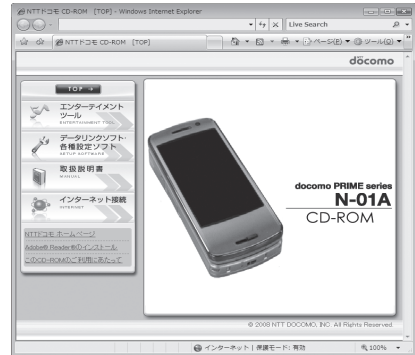 NTTドコモ CD-ROM [TOP] - Windows Internet Explorer
Live Search
NTTドコモ CD-ROM [TOP]
ページ(P)
ツール(O)
döcomo
TOP
エンターテイメント
ツール
ENTERTAINMENT TOOL
データリンクソフト・
各種設定ソフト
SETUP SOFTWARE
取扱説明書
MANUAL
インターネット接続
INTERNET
NTTドコモ ホームページ
Adobe® Reader®のインストール
このCD-ROMのご利用にあたって
docomo PRIME series
N-01A
CD-ROM
© 2008 NTT DOCOMO, INC. All Rights Reserved.
インターネット | 保護モード: 有効
100%